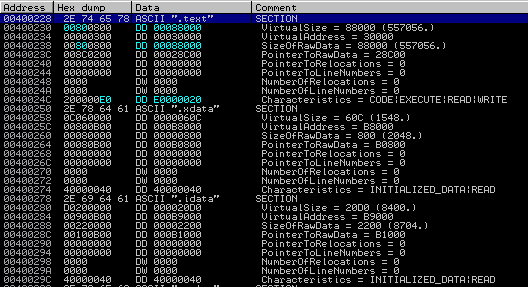 Address Hex dump Data Comment
00400228 2E 74 65 78 ASCII ".text" SECTION
00400230 00800800 DD 00088000 VirtualSize = 88000 (557056.)
00400234 00000300 DD 00030000 VirtualAddress = 30000
00400238 00800800 DD 00088000 SizeOfRawData = 88000 (557056.)
0040023C 008C0200 DD 00028C00 PointerToRawData = 28C00
00400240 00000000 DD 00000000 PointerToRelocations = 0
00400244 00000000 DD 00000000 PointerToLineNumbers = 0
00400248 0000 DW 0000 NumberOfRelocations = 0
0040024A 0000 DW 0000 NumberOfLineNumbers = 0
0040024C 200000E0 DD E0000020 Characteristics = CODE|EXECUTE|READ|WRITE
00400250 2E 78 64 61 ASCII ".xdata" SECTION
00400258 0C060000 DD 0000060C VirtualSize = 60C (1548.)
0040025C 00800B00 DD 000B8000 VirtualAddress = B8000
00400260 00080000 DD 00000800 SizeOfRawData = 800 (2048.)
00400264 00080B00 DD 000B0800 PointerToRawData = B0800
00400268 00000000 DD 00000000 PointerToRelocations = 0
0040026C 00000000 DD 00000000 PointerToLineNumbers = 0
00400270 0000 DW 0000 NumberOfRelocations = 0
00400272 0000 DW 0000 NumberOfLineNumbers = 0
00400274 40000040 DD 40000040 Characteristics = INITIALIZED_DATA|READ
00400278 2E 69 64 61 ASCII ".idata" SECTION
00400280 D0200000 DD 000020D0 VirtualSize = 20D0 (8400.)
00400284 00900B00 DD 000B9000 VirtualAddress = B9000
00400288 00220000 DD 00002200 SizeOfRawData = 2200 (8704.)
0040028C 00100B00 DD 000B1000 PointerToRawData = B1000
00400290 00000000 DD 00000000 PointerToRelocations = 0
00400294 00000000 DD 00000000 PointerToLineNumbers = 0
00400298 0000 DW 0000 NumberOfRelocations = 0
0040029A 0000 DW 0000 NumberOfLineNumbers = 0
0040029C 40000040 DD 40000040 Characteristics = INITIALIZED_DATA|READ